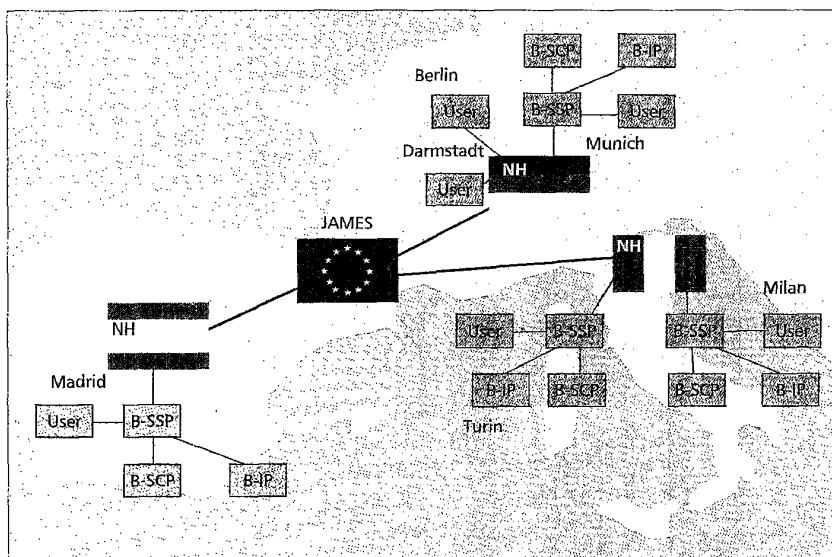 B-SCP
B-IP
Berlin
User
B-SSP
User
Darmstadt
Munich
NH
User
JAMES
NH
Milan
NH
User
B-SSP
B-SSP
User
Madrid
B-IP
B-SCP
B-SCP
B-IP
User
B-SSP
Turin
B-SCP
B-IP